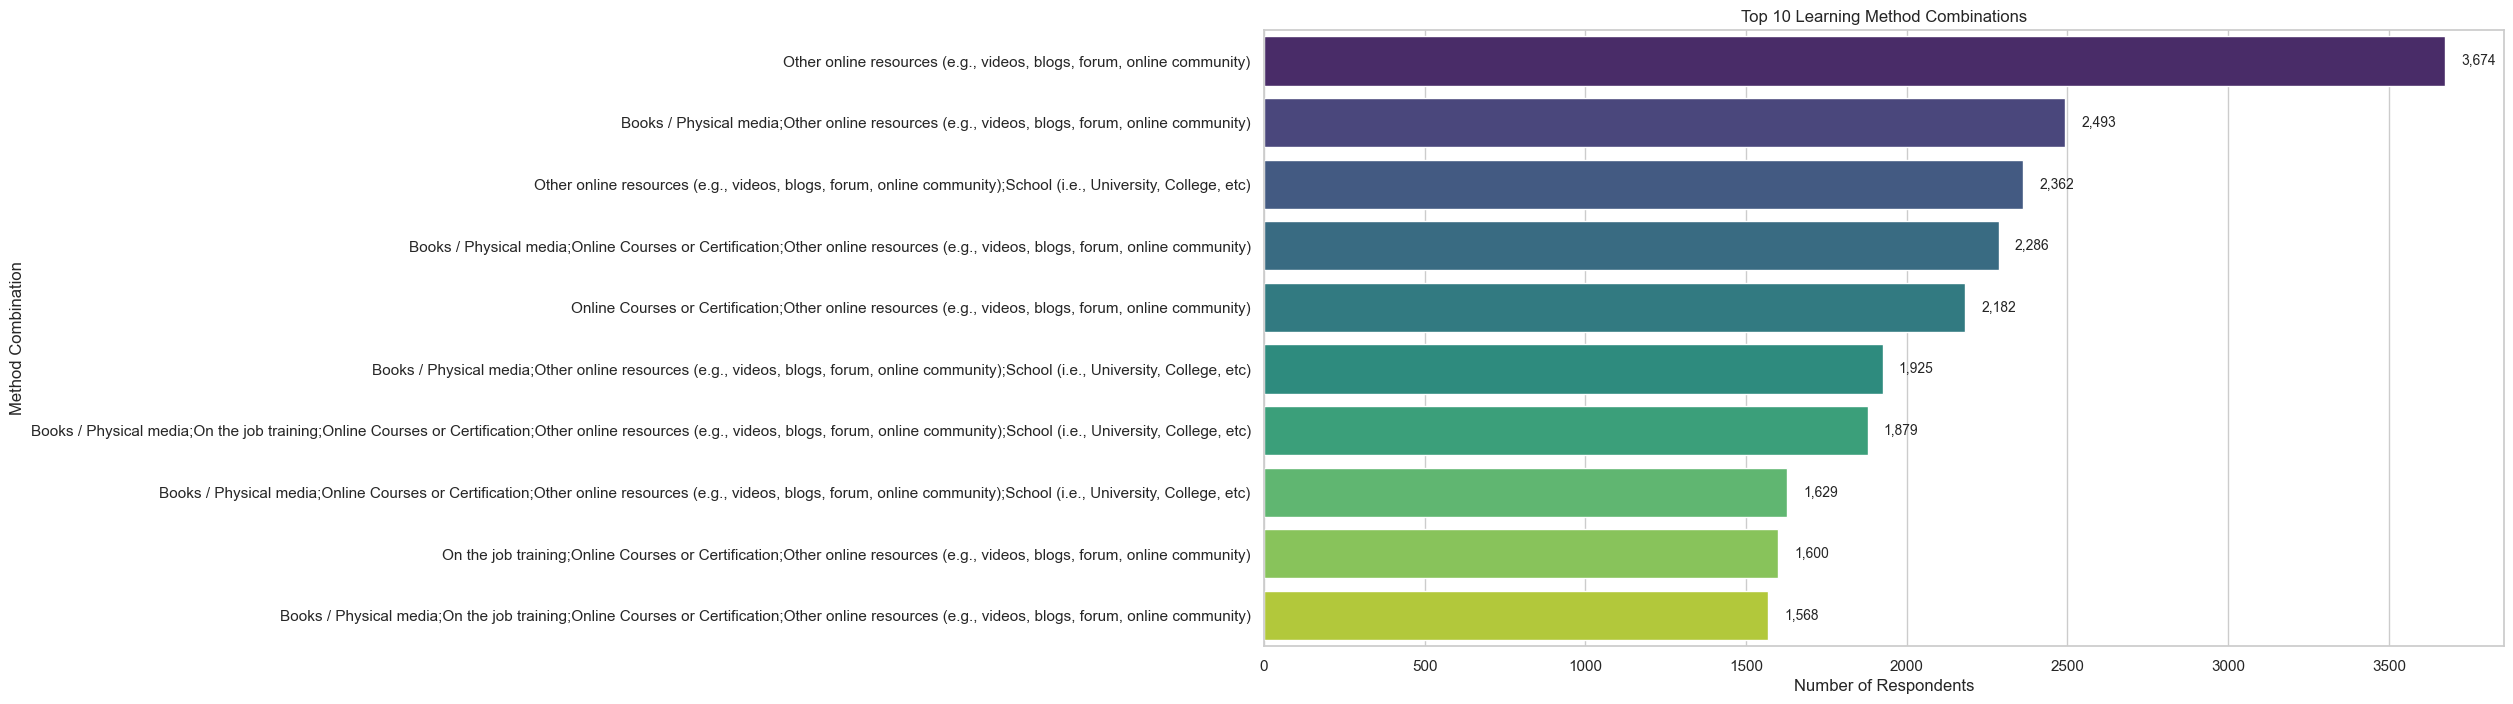 Top 10 Learning Method Combinations
Method Combination
Other online resources (e.g., videos, blogs, forum, online community)
3,674
Books / Physical media;Other online resources (e.g., videos, blogs, forum, online community)
2,493
Other online resources (e.g., videos, blogs, forum, online community);School (i.e., University, College, etc)
2,362
Books / Physical media;Online Courses or Certification;Other online resources (e.g., videos, blogs, forum, online community)
2,286
Online Courses or Certification;Other online resources (e.g., videos, blogs, forum, online community)
2,182
Books / Physical media;Other online resources (e.g., videos, blogs, forum, online community);School (i.e., University, College, etc)
1,925
Books / Physical media;On the job training;Online Courses or Certification;Other online resources (e.g., videos, blogs, forum, online community);School (i.e., University, College, etc)
1,879
Books / Physical media;Online Courses or Certification;Other online resources (e.g., videos, blogs, forum, online community);School (i.e., University, College, etc)
1,629
On the job training;Online Courses or Certification;Other online resources (e.g., videos, blogs, forum, online community)
1,600
Books / Physical media;On the job training;Online Courses or Certification;Other online resources (e.g., videos, blogs, forum, online community)
1,568
0 500 1000 1500 2000 2500 3000 3500
Number of Respondents